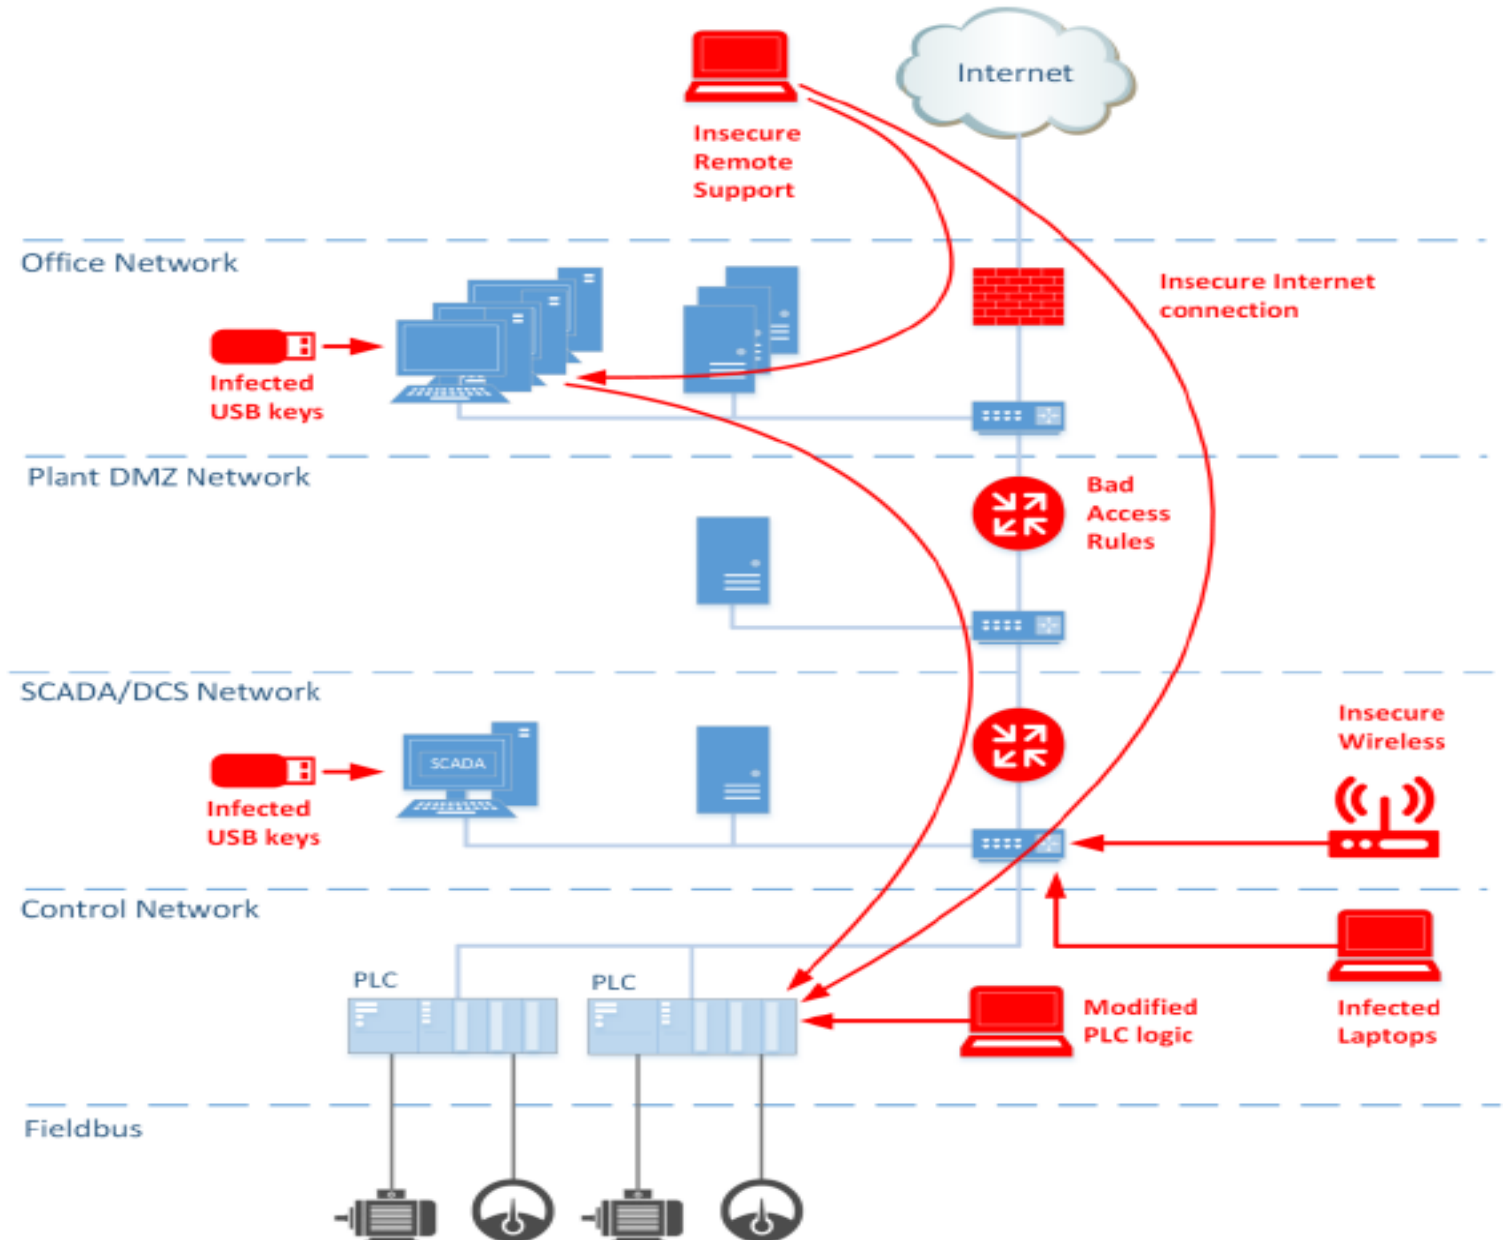 Internet
Insecure
Remote
Support
Office Network
Insecure Internet
connection
Infected
USB keys
Plant DMZ Network
Bad
Access
Rules
SCADA/DCS Network
Insecure
Wireless
SCADA
Infected
USB keys
Control Network
PLC
PLC
Modified
PLC logic
Infected
Laptops
Fieldbus